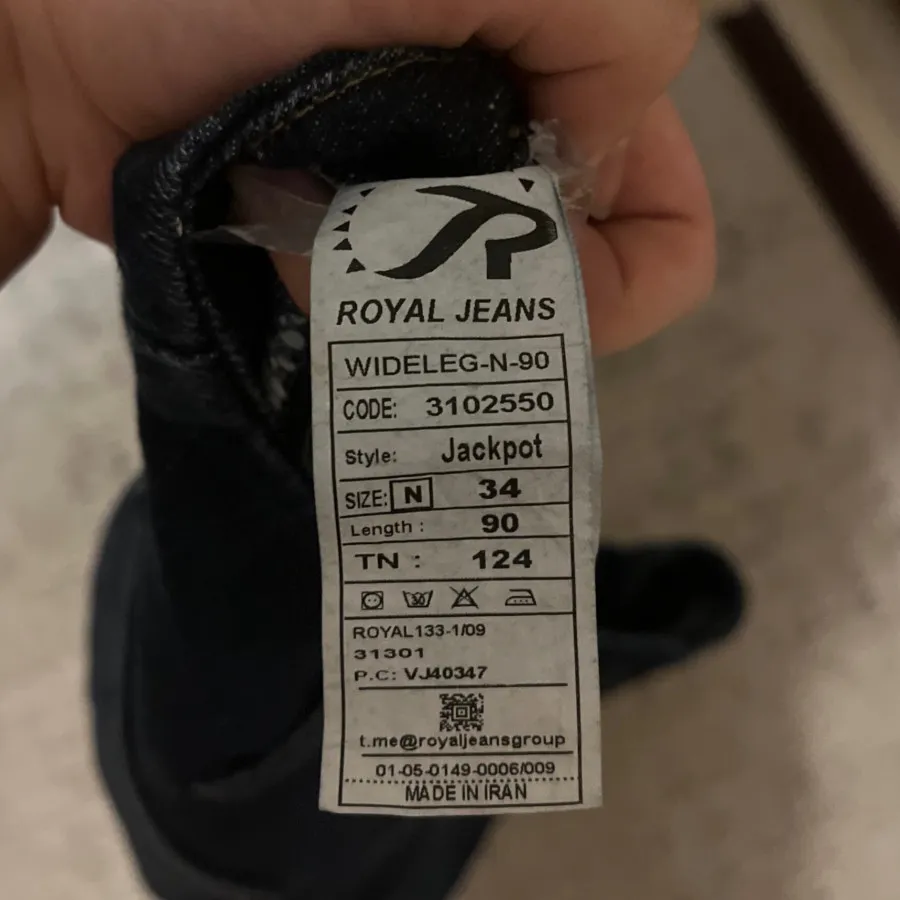 ROYAL JEANS
WIDELEG-N-90
CODE: 3102550
Style: Jackpot
SIZE: N 34
Length : 90
TN : 124
30
ROYAL133-1/09
31301
P.C: VJ40347
t.me@royaljeansgroup
01-05-0149-0006/009
MADE IN IRAN